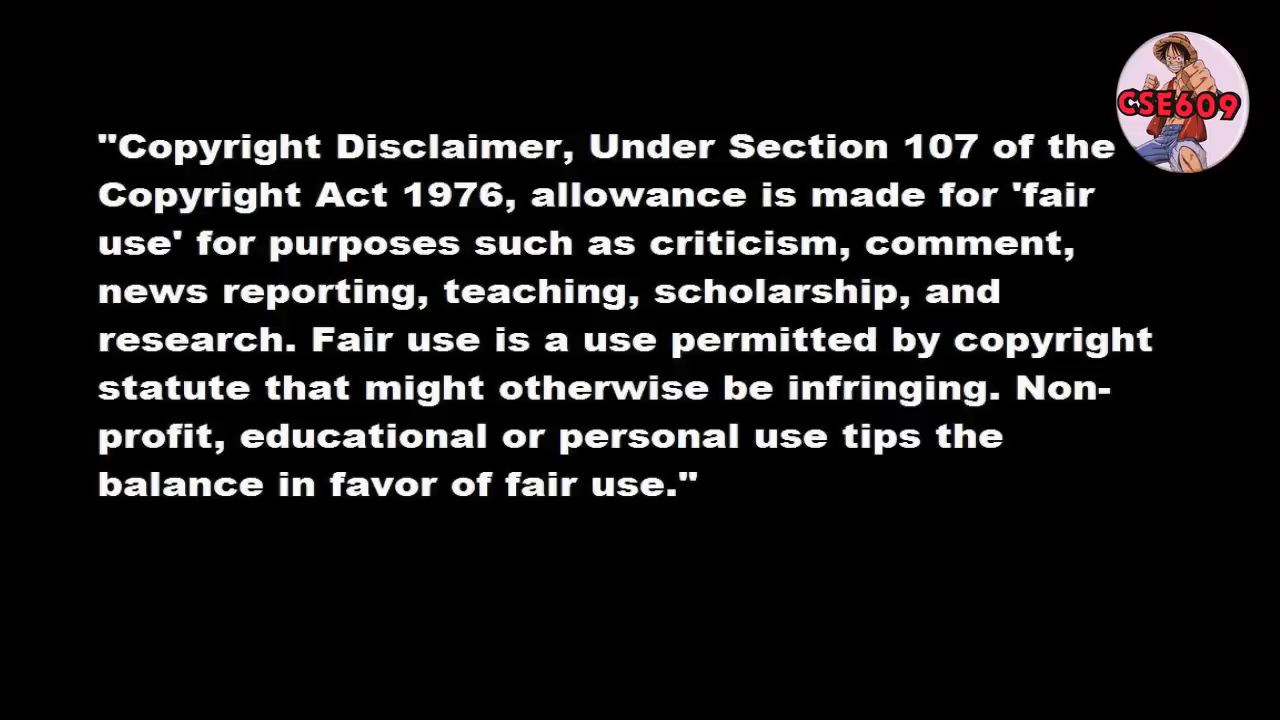 "Copyright Disclaimer, Under Section 107 of the
Copyright Act 1976, allowance is made for 'fair
use' for purposes such as criticism, comment,
news reporting, teaching, scholarship, and
research. Fair use is a use permitted by copyright
statute that might otherwise be infringing. Non-
profit, educational or personal use tips the
balance in favor of fair use."
CSE609